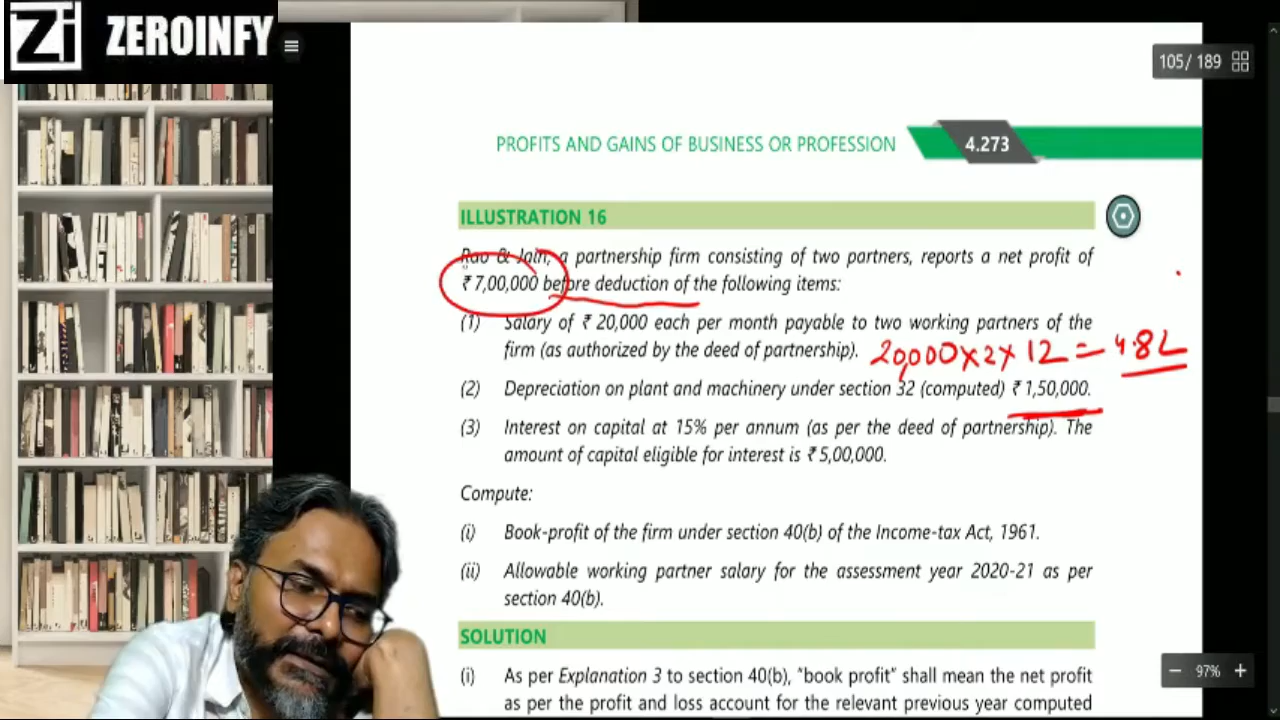 Zi ZEROINFY
105/ 189
PROFITS AND GAINS OF BUSINESS OR PROFESSION 4.273
ILLUSTRATION 16
Rao & Jain, a partnership firm consisting of two partners, reports a net profit of
₹ 7,00,000 before deduction of the following items:
(1) Salary of ₹ 20,000 each per month payable to two working partners of the
firm (as authorized by the deed of partnership). 20,000x2x 12 = 4.8L
(2) Depreciation on plant and machinery under section 32 (computed) ₹ 1,50,000.
(3) Interest on capital at 15% per annum (as per the deed of partnership). The
amount of capital eligible for interest is ₹ 5,00,000.
Compute:
(i) Book-profit of the firm under section 40(b) of the Income-tax Act, 1961.
(ii) Allowable working partner salary for the assessment year 2020-21 as per
section 40(b).
SOLUTION
(i) As per Explanation 3 to section 40(b), "book profit" shall mean the net profit
as per the profit and loss account for the relevant previous year computed
− 97% +